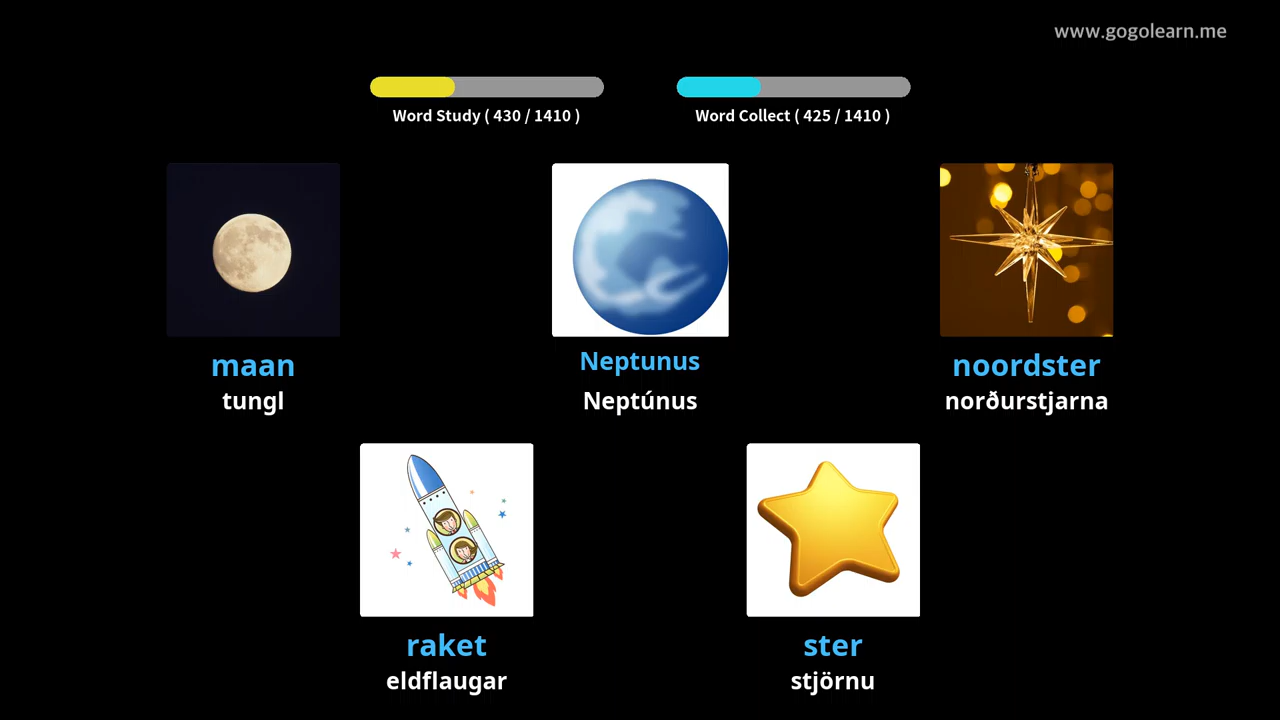 www.gogolearn.me
Word Study ( 430 / 1410 )
Word Collect ( 425 / 1410 )
maan
tungl
Neptunus
Neptúnus
noordster
norðurstjarna
raket
eldflaugar
ster
stjörnu